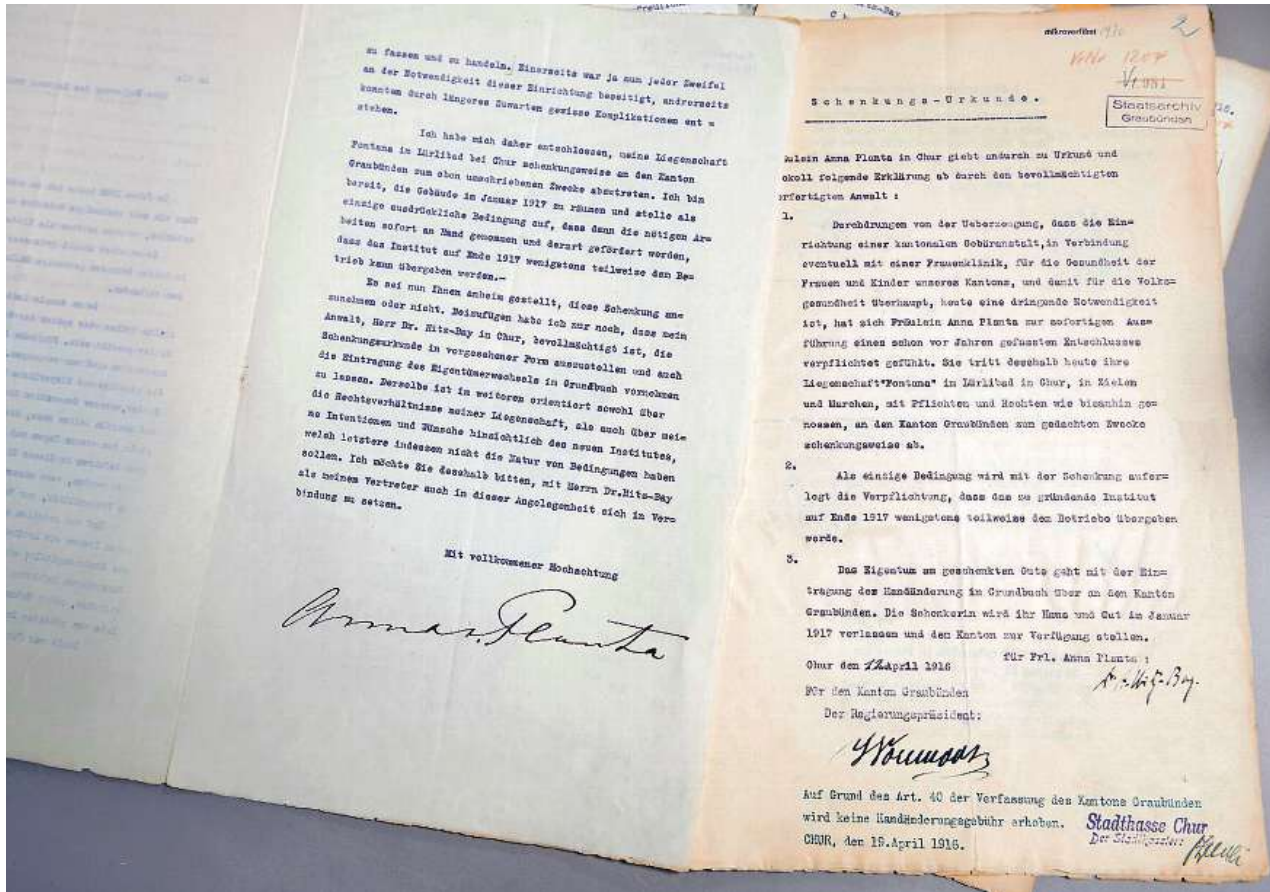 zu fassen und zu handeln. Einerseits war ja nun jeder Zweifel
an der Notwendigkeit dieser Einrichtung beseitigt, andrerseits
konnten durch längeres Zuwarten gewisse Komplikationen ent =
stehen.
Ich habe mich daher entschlossen, meine Liegenschaft
Fontana in Lürlibad bei Chur schenkungsweise an den Kanton
Graubünden zum oben umschriebenen Zwecke abzutreten. Ich bin
bereit, die Gebäude im Januar 1917 zu räumen und stelle als
einzige ausdrückliche Bedingung auf, dass dann die nötigen Ar=
beiten sofort an Hand genommen und derart gefördert werden,
dass das Institut auf Ende 1917 wenigstens teilweise dem Be=
trieb kann übergeben werden.-
Es sei nun Ihnen anheim gestellt, diese Schenkung an=
zunehmen oder nicht. Beizufügen habe ich nur noch, dass mein
Anwalt, Herr Dr. Hitz-Bay in Chur, bevollmächtigt ist, die
Schenkungsurkunde in vorgesehener Form auszustellen und auch
die Eintragung des Eigentümerwechsels im Grundbuch vornehmen
zu lassen. Derselbe ist im weiteren orientiert sowohl über
die Rechtsverhältnisse meiner Liegenschaft, als auch über mei=
ne Intentionen und Wünsche hinsichtlich des neuen Institutes,
welch letztere indessen nicht die Natur von Bedingungen haben
sollen. Ich möchte Sie desshalb bitten, mit Herrn Dr.Hitz-Bay
als meinem Vertreter auch in dieser Angelegenheit sich in Ver=
bindung zu setzen.
Mit vollkommener Hochachtung
Anna v. Planta
mikroverfilmt 1930
2
Staatsarchiv
Graubünden
Schenkungs-Urkunde.
äulein Anna Planta in Chur giebt andurch zu Urkund und
okoll folgende Erklärung ab durch den bevollmächtigten
erfertigten Anwalt :
1.
Durchdrungen von der Ueberzeugung, dass die Ein=
richtung einer kantonalen Gebäranstalt,in Verbindung
eventuell mit einer Frauenklinik, für die Gesundheit der
Frauen und Kinder unseres Kantons, und damit für die Volks=
gesundheit überhaupt, heute eine dringende Notwendigkeit
ist, hat sich Fräulein Anna Planta zur sofortigen Aus=
führung eines schon vor Jahren gefassten Entschlusses
verpflichtet gefühlt. Sie tritt desshalb heute ihre
Liegenschaft"Fontana" in Lürlibad in Chur, in Zielen
und Marchen, mit Pflichten und Rechten wie bisanhin ge=
nossen, an den Kanton Graubünden zum gedachten Zwecke
schenkungsweise ab.
2.
Als einzige Bedingung wird mit der Schenkung aufer=
legt die Verpflichtung, dass das zu gründende Institut
auf Ende 1917 wenigstens teilweise dem Betriebe übergeben
werde.
3.
Das Eigentum am geschenkten Gute geht mit der Ein=
tragung der Handänderung im Grundbuch über an den Kanton
Graubünden. Die Schenkerin wird ihr Haus und Gut im Januar
1917 verlassen und dem Kanton zur Verfügung stellen.
Chur den 12.April 1916
für Frl. Anna Planta :
Dr. Hitz-Bay.
Für den Kanton Graubünden
Der Regierungspräsident:
Auf Grund des Art. 40 der Verfassung des Kantons Graubünden
wird keine Handänderungsgebühr erhoben.
CHUR, den 19.April 1916.
Stadtkasse Chur
Der Stadtkassier: